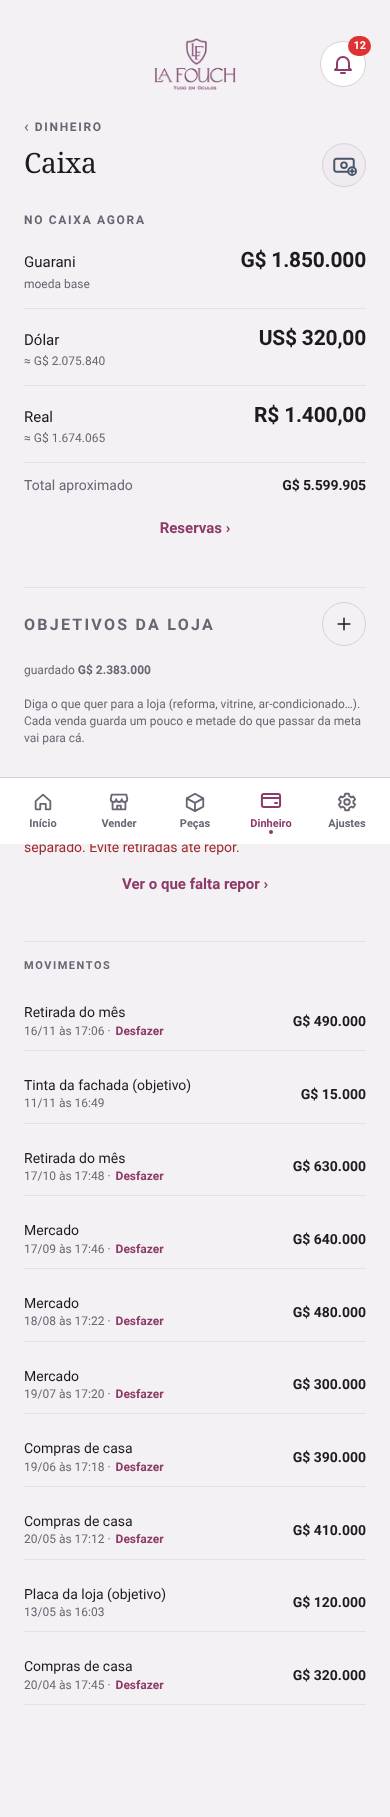 12
LF
LA FOUCH
TUDO EM ÓCULOS
‹ DINHEIRO
Caixa
NO CAIXA AGORA
Guarani
G$ 1.850.000
moeda base
Dólar
US$ 320,00
≈ G$ 2.075.840
Real
R$ 1.400,00
≈ G$ 1.674.065
Total aproximado
G$ 5.599.905
Reservas ›
OBJETIVOS DA LOJA
guardado G$ 2.383.000
Diga o que quer para a loja (reforma, vitrine, ar-condicionado…).
Cada venda guarda um pouco e metade do que passar da meta
vai para cá.
Início
Vender
Peças
Dinheiro
Ajustes
separado. Evite retiradas até repor.
Ver o que falta repor ›
MOVIMENTOS
Retirada do mês
G$ 490.000
16/11 às 17:06 · Desfazer
Tinta da fachada (objetivo)
G$ 15.000
11/11 às 16:49
Retirada do mês
G$ 630.000
17/10 às 17:48 · Desfazer
Mercado
G$ 640.000
17/09 às 17:46 · Desfazer
Mercado
G$ 480.000
18/08 às 17:22 · Desfazer
Mercado
G$ 300.000
19/07 às 17:20 · Desfazer
Compras de casa
G$ 390.000
19/06 às 17:18 · Desfazer
Compras de casa
G$ 410.000
20/05 às 17:12 · Desfazer
Placa da loja (objetivo)
G$ 120.000
13/05 às 16:03
Compras de casa
G$ 320.000
20/04 às 17:45 · Desfazer